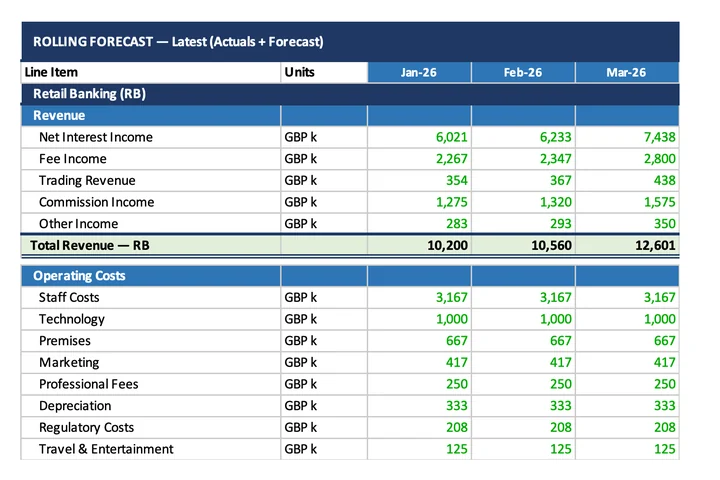 ROLLING FORECAST — Latest (Actuals + Forecast)
Line Item Units Jan-26 Feb-26 Mar-26
Retail Banking (RB)
Revenue
Net Interest Income GBP k 6,021 6,233 7,438
Fee Income GBP k 2,267 2,347 2,800
Trading Revenue GBP k 354 367 438
Commission Income GBP k 1,275 1,320 1,575
Other Income GBP k 283 293 350
Total Revenue — RB 10,200 10,560 12,601
Operating Costs
Staff Costs GBP k 3,167 3,167 3,167
Technology GBP k 1,000 1,000 1,000
Premises GBP k 667 667 667
Marketing GBP k 417 417 417
Professional Fees GBP k 250 250 250
Depreciation GBP k 333 333 333
Regulatory Costs GBP k 208 208 208
Travel & Entertainment GBP k 125 125 125